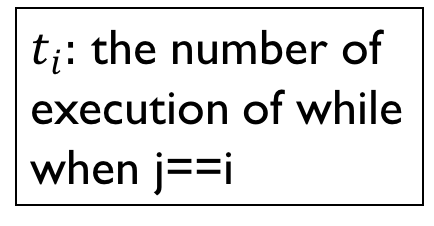 tᵢ: the number of
execution of while
when j==i